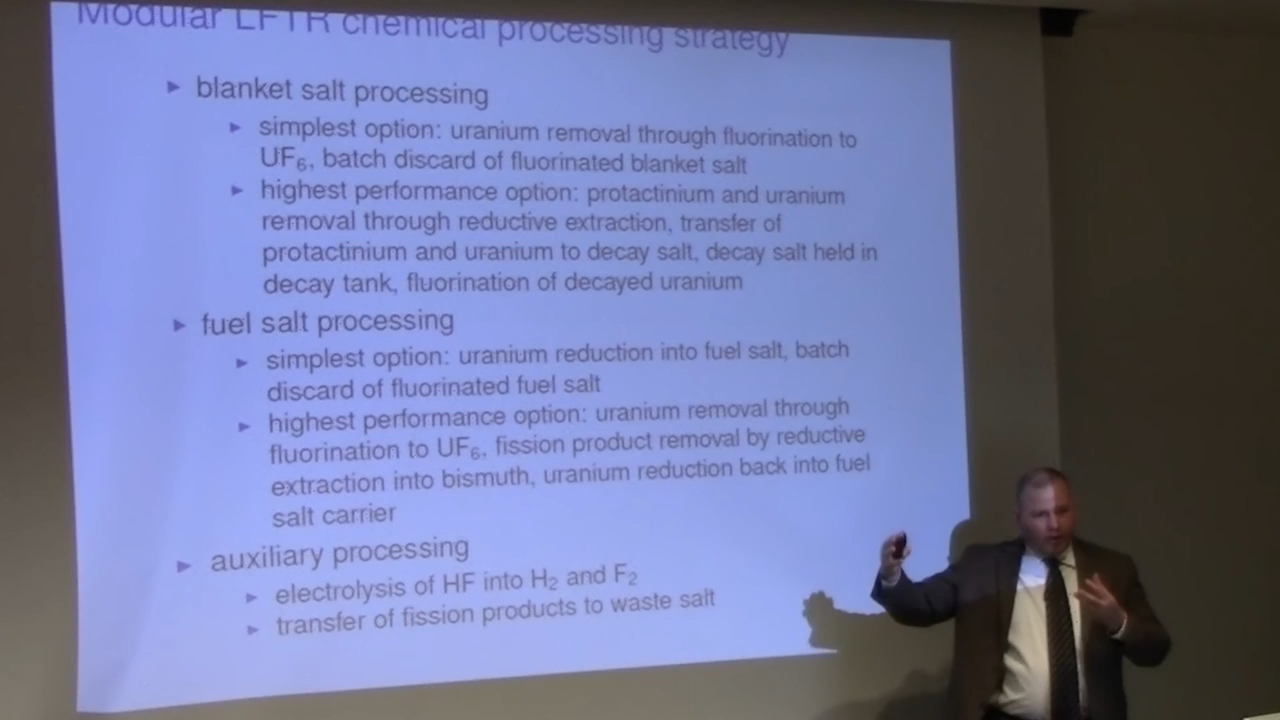 Modular LFTR chemical processing strategy
blanket salt processing
simplest option: uranium removal through fluorination to
UF₆, batch discard of fluorinated blanket salt
highest performance option: protactinium and uranium
removal through reductive extraction, transfer of
protactinium and uranium to decay salt, decay salt held in
decay tank, fluorination of decayed uranium
fuel salt processing
simplest option: uranium reduction into fuel salt, batch
discard of fluorinated fuel salt
highest performance option: uranium removal through
fluorination to UF₆, fission product removal by reductive
extraction into bismuth, uranium reduction back into fuel
salt carrier
auxiliary processing
electrolysis of HF into H₂ and F₂
transfer of fission products to waste salt